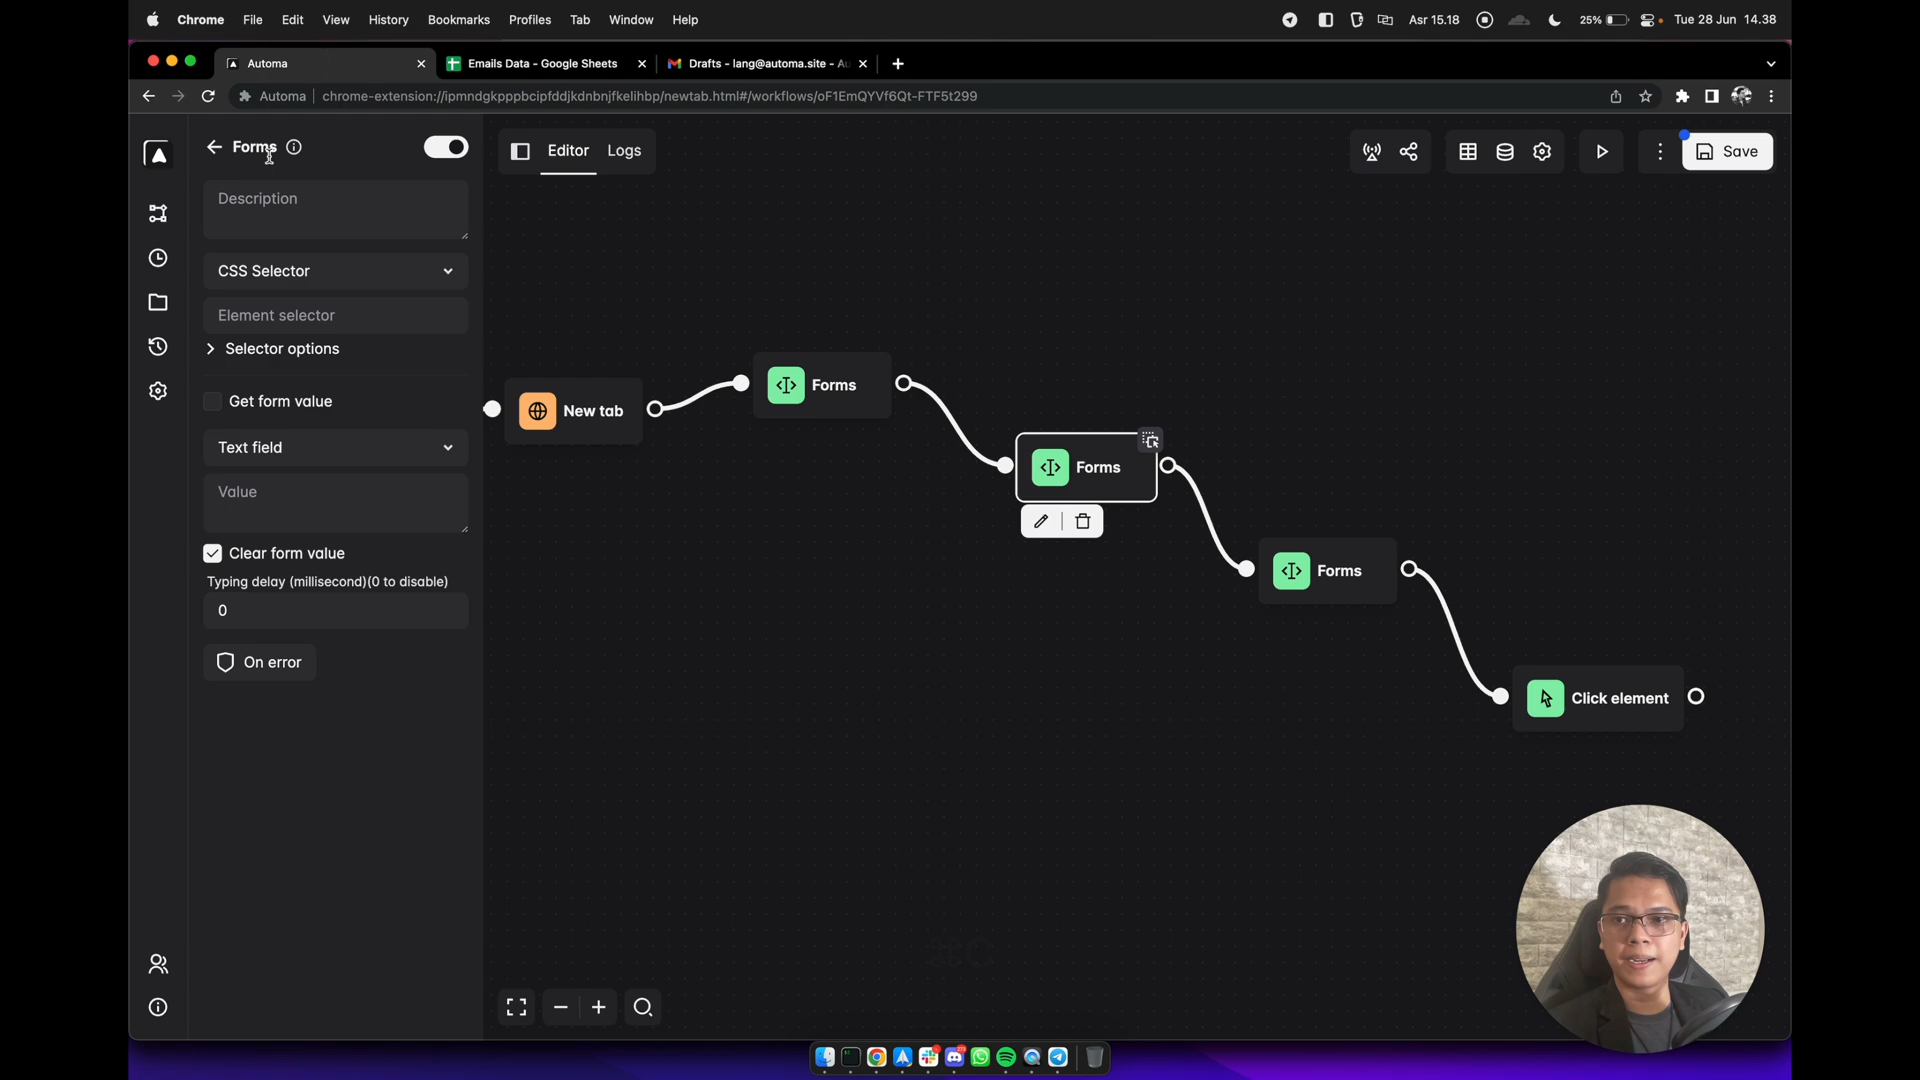 Chrome File Edit View History Bookmarks Profiles Tab Window Help
Asr 15.18 25% Tue 28 Jun 14.38
Automa
Emails Data - Google Sheets
Drafts - lang@automa.site - Au
Automa chrome-extension://ipmndgkpppbcipfddjkdnbnjfkelihbp/newtab.html#/workflows/oF1EmQYVf6Qt-FTF5t299
Forms
Editor Logs
Save
Description
CSS Selector
Element selector
Selector options
Get form value
Text field
Value
Clear form value
Typing delay (millisecond)(0 to disable)
0
On error
New tab
Forms
Forms
Forms
Click element